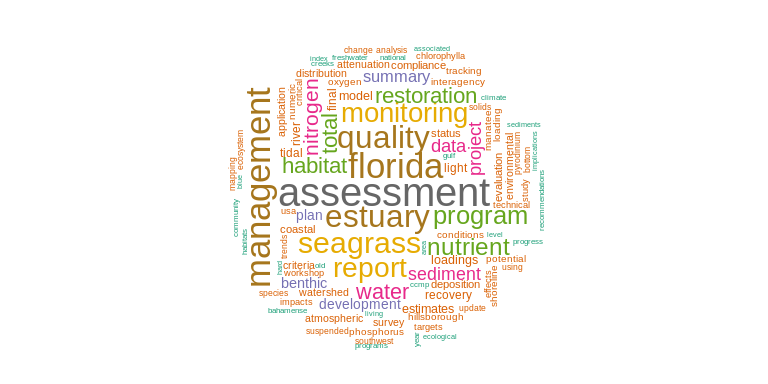 associated
change analysis
index freshwater national chlorophylla
creeks attenuation compliance
distribution summary tracking
oxygen interagency
critical
numeric
application
final model restoration climate
nitrogen
river
total monitoring solids
manatees
loading
project
sediments
management
quality status
data
tidal
gulf
habitat florida light
evaluation
environmental
pyrodinium
bottom
implications
study
ecosystem
mapping
blue
assessment technical
recommendations
usa plan estuary program
community
coastal
habitats
seagrass conditions level
area nutrient progress
trends
hard
criteria old report loadings potential
workshop sediment using
benthic ccmp deposition
effects
shoreline
species watershed water recovery
impacts development estimates update
bahamense living
atmospheric survey hillsborough
suspended phosphorus targets
southwest year ecological
programs